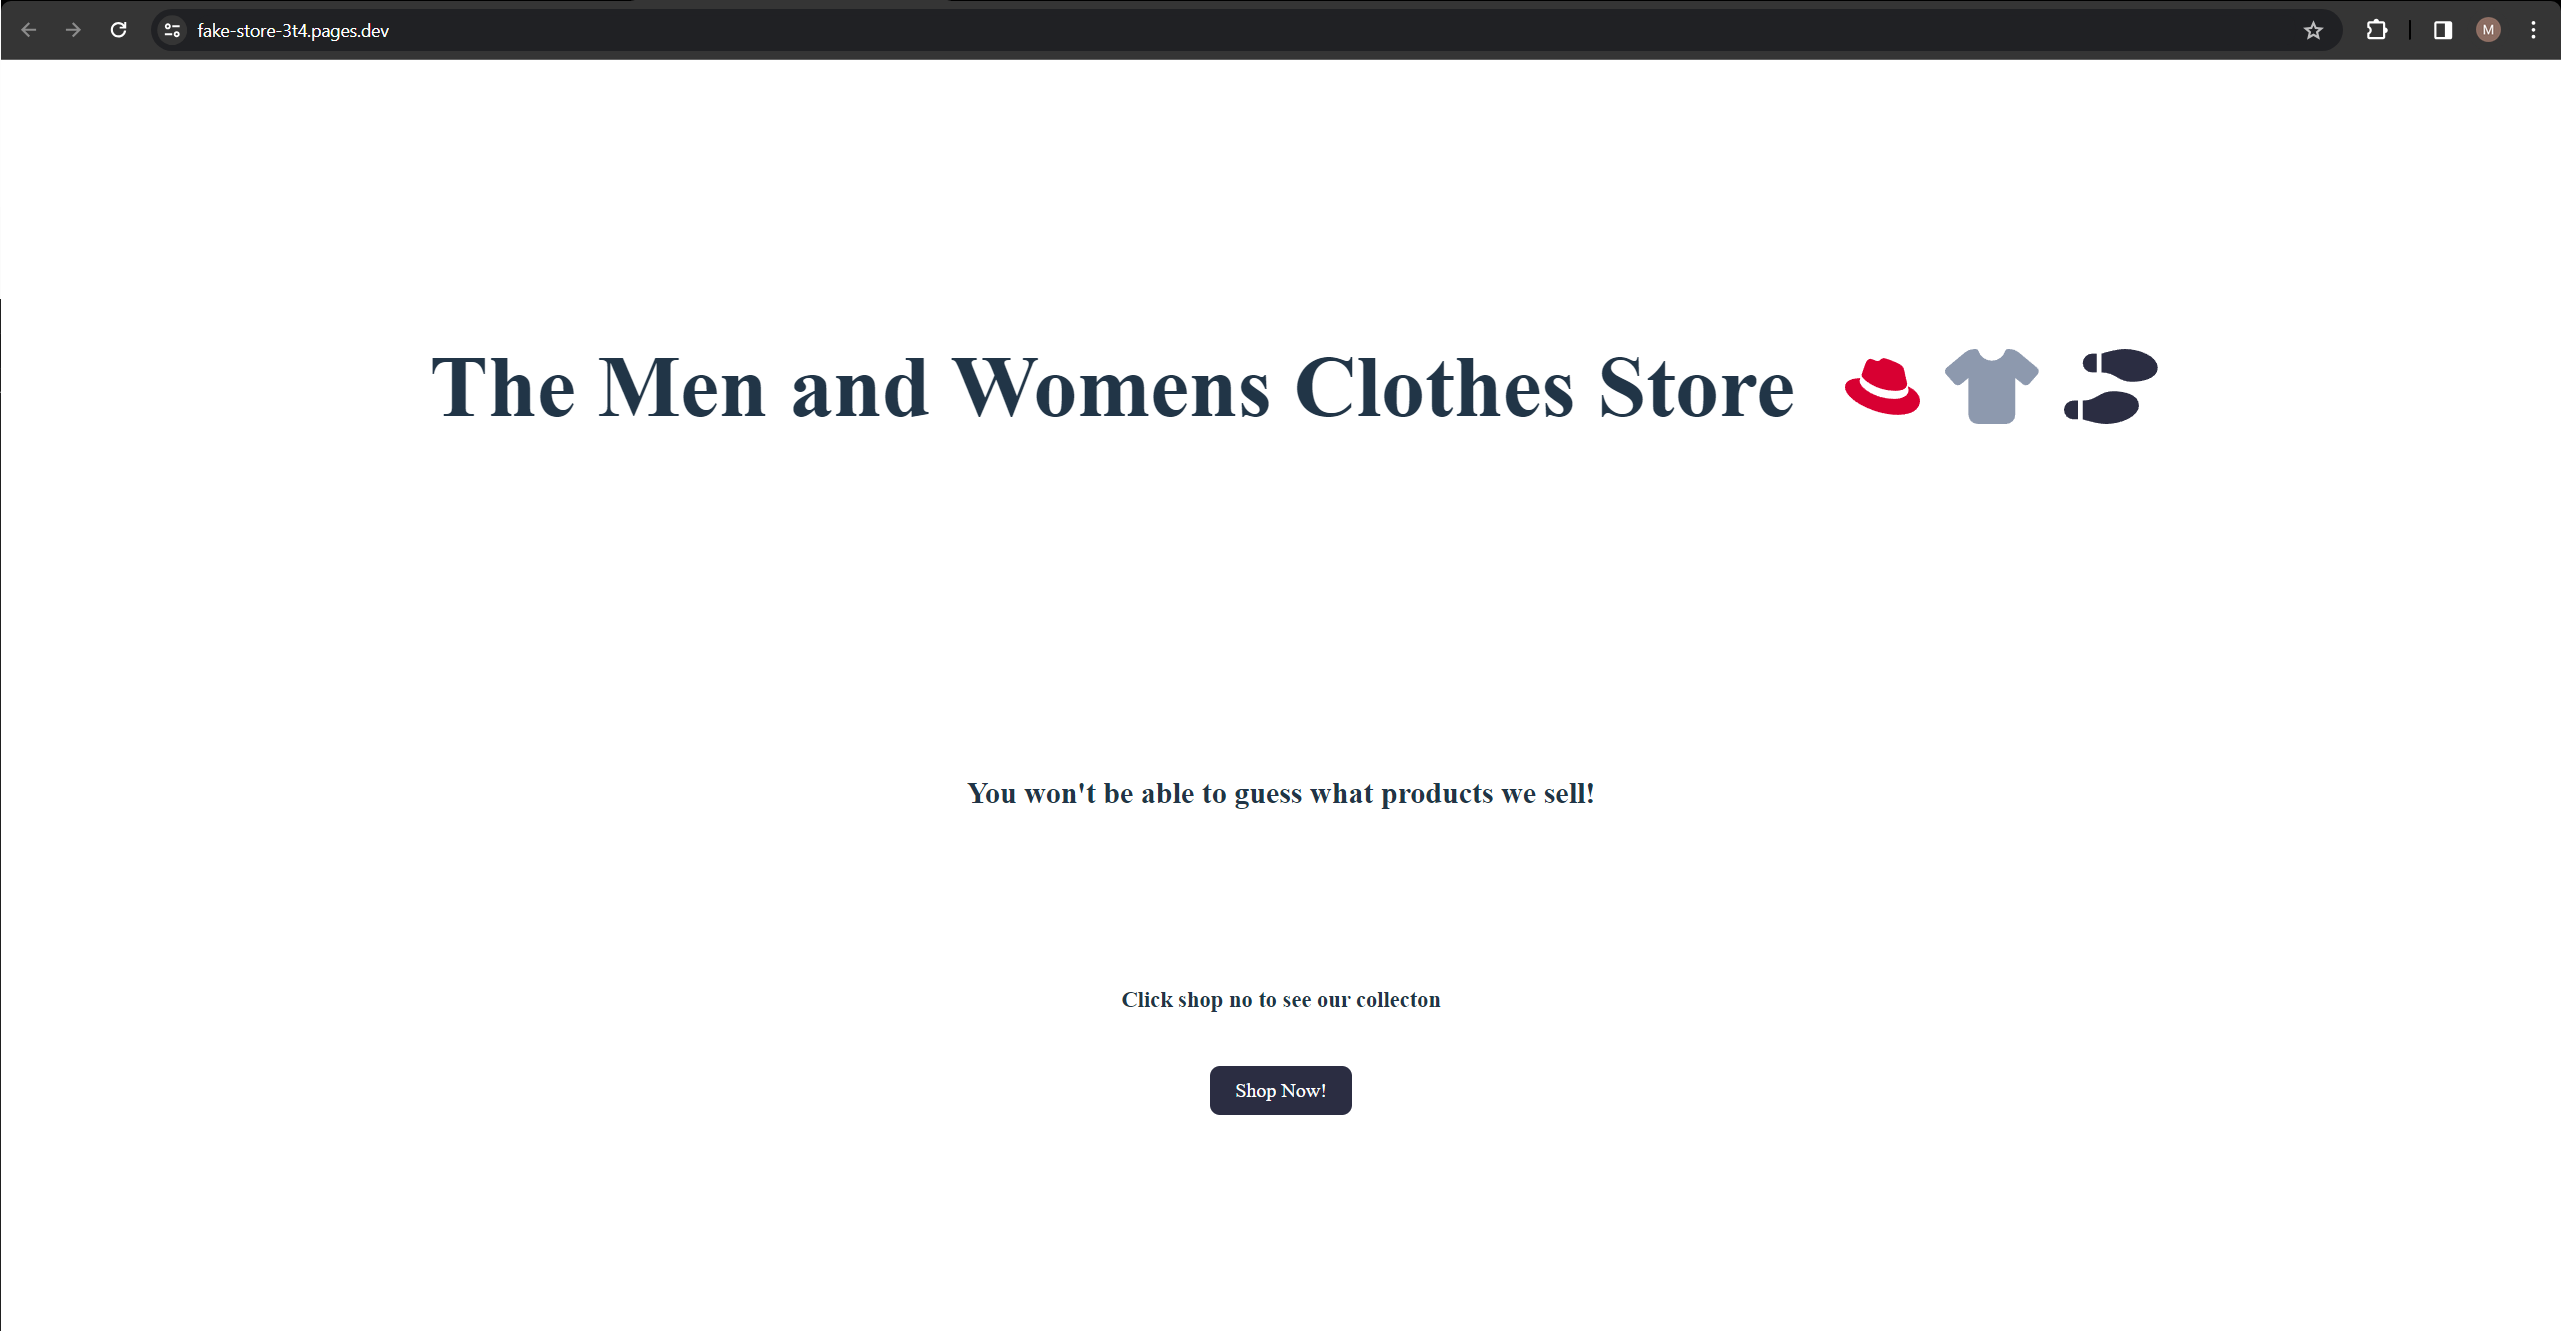 fake-store-3t4.pages.dev
M
The Men and Womens Clothes Store
You won't be able to guess what products we sell!
Click shop no to see our collecton
Shop Now!